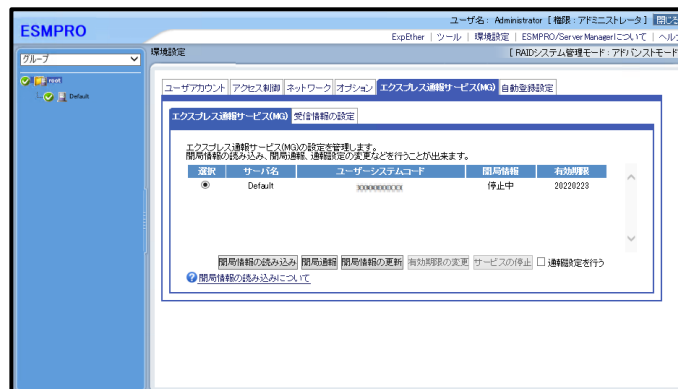 ユーザ名: Administrator [権限:アドミニストレータ] 閉じる
ESMPRO
ExpEther | ツール | 環境設定 | ESMPRO/ServerManagerについて | ヘル
グループ
環境設定
[ RAIDシステム管理モード:アドバンストモード
root
Default
ユーザアカウント アクセス制御 ネットワーク オプション エクスプレス通報サービス(MG) 自動登録設定
エクスプレス通報サービス(MG) 受信情報の設定
エクスプレス通報サービス(MG)の設定を管理します。
開局情報の読み込み、開局通報、通報設定の変更などを行うことが出来ます。
選択 サーバ名 ユーザーシステムコード 開局情報 有効期限
Default XXXXXXXXXXX 停止中 20220223
開局情報の読み込み 開局通報 開局情報の更新 有効期限の変更 サービスの停止 通報設定を行う
開局情報の読み込みについて